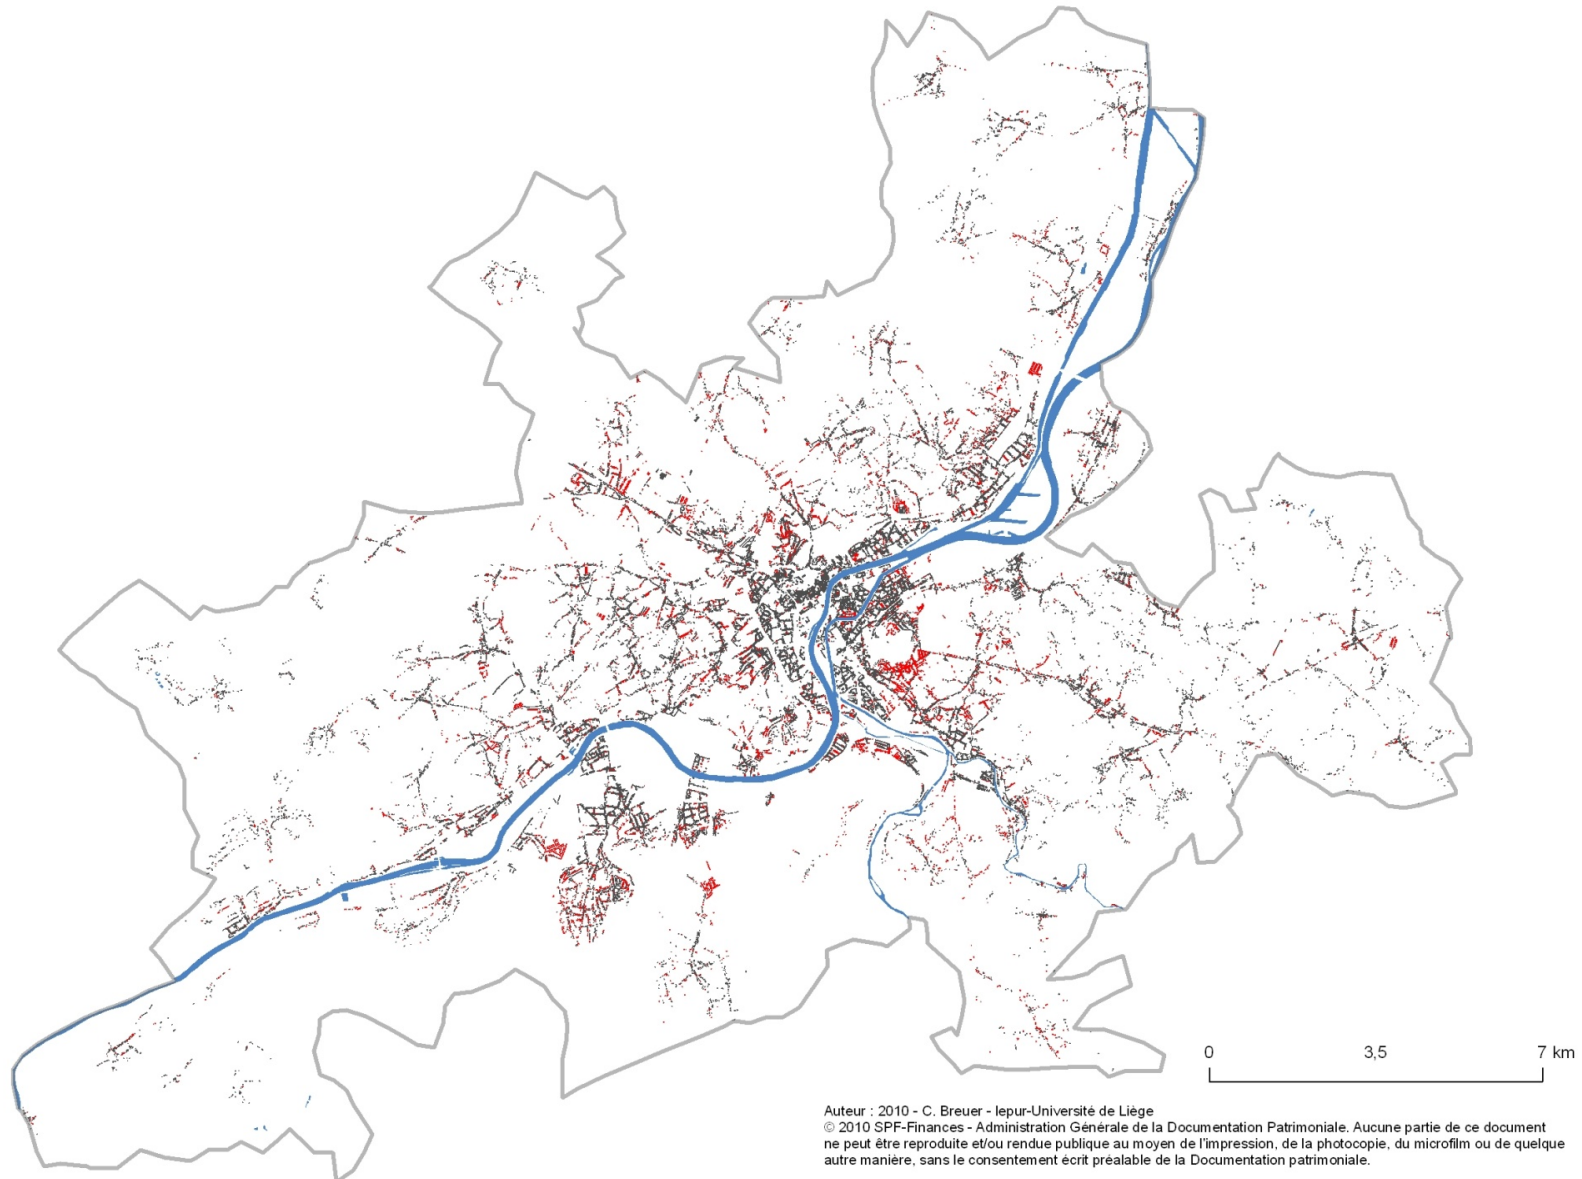 0 3,5 7 km
Auteur : 2010 - C. Breuer - lepur-Université de Liège
© 2010 SPF-Finances - Administration Générale de la Documentation Patrimoniale. Aucune partie de ce document
ne peut être reproduite et/ou rendue publique au moyen de l'impression, de la photocopie, du microfilm ou de quelque
autre manière, sans le consentement écrit préalable de la Documentation patrimoniale.